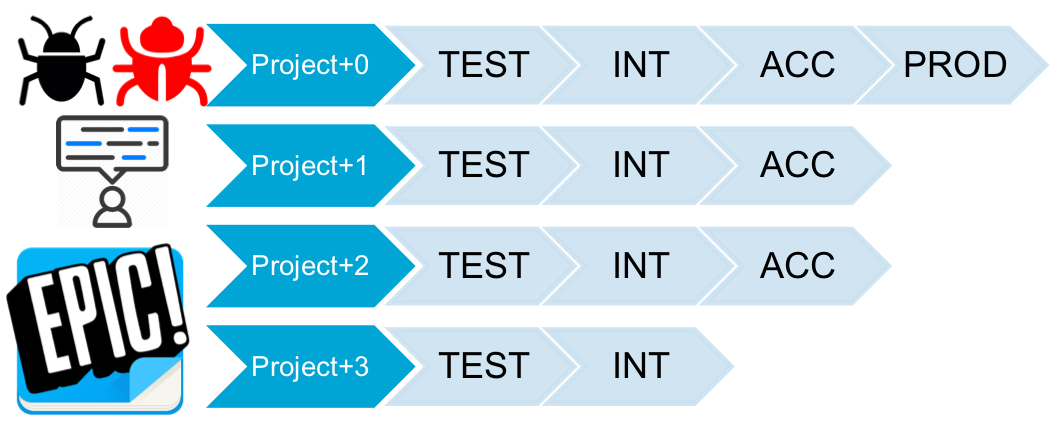 Project+0 TEST INT ACC PROD
Project+1 TEST INT ACC
Project+2 TEST INT ACC
EPIC!
Project+3 TEST INT